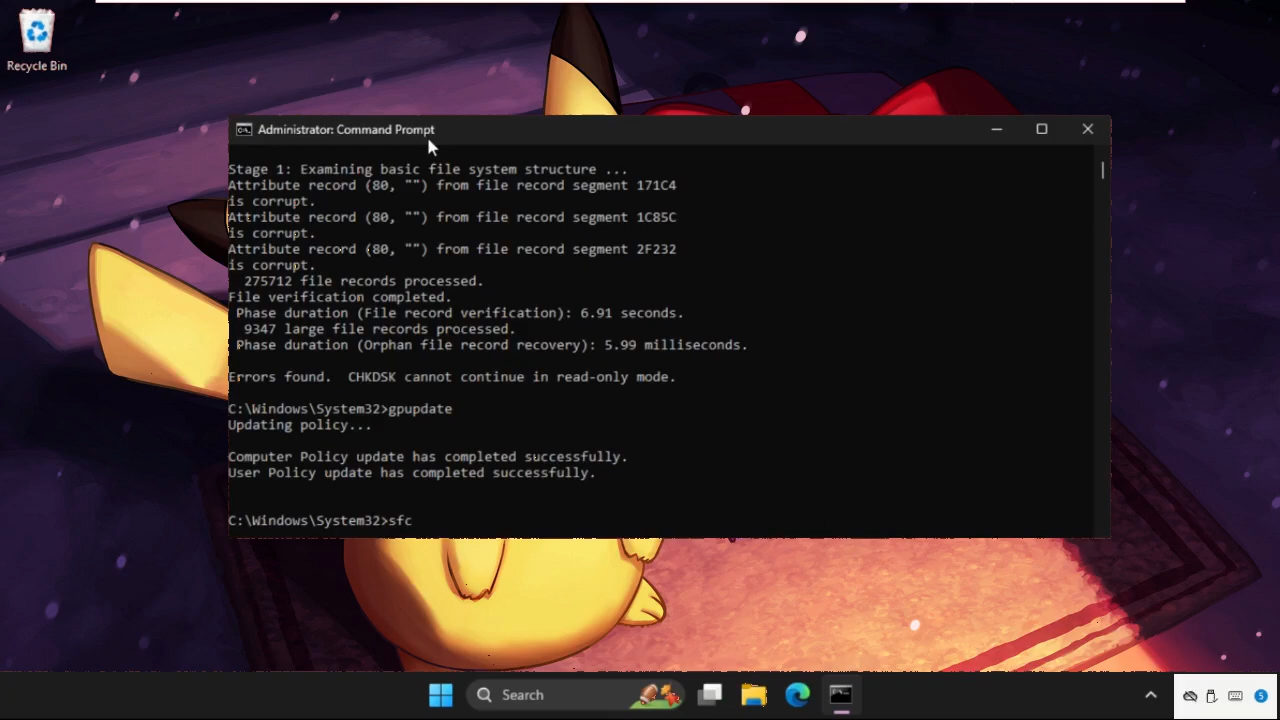 Recycle Bin
Administrator: Command Prompt
Stage 1: Examining basic file system structure ...
Attribute record (80, "") from file record segment 171C4
is corrupt.
Attribute record (80, "") from file record segment 1C85C
is corrupt.
Attribute record (80, "") from file record segment 2F232
is corrupt.
275712 file records processed.
File verification completed.
Phase duration (File record verification): 6.91 seconds.
9347 large file records processed.
Phase duration (Orphan file record recovery): 5.99 milliseconds.
Errors found.  CHKDSK cannot continue in read-only mode.
C:\Windows\System32>gpupdate
Updating policy...
Computer Policy update has completed successfully.
User Policy update has completed successfully.
C:\Windows\System32>sfc
Search
5